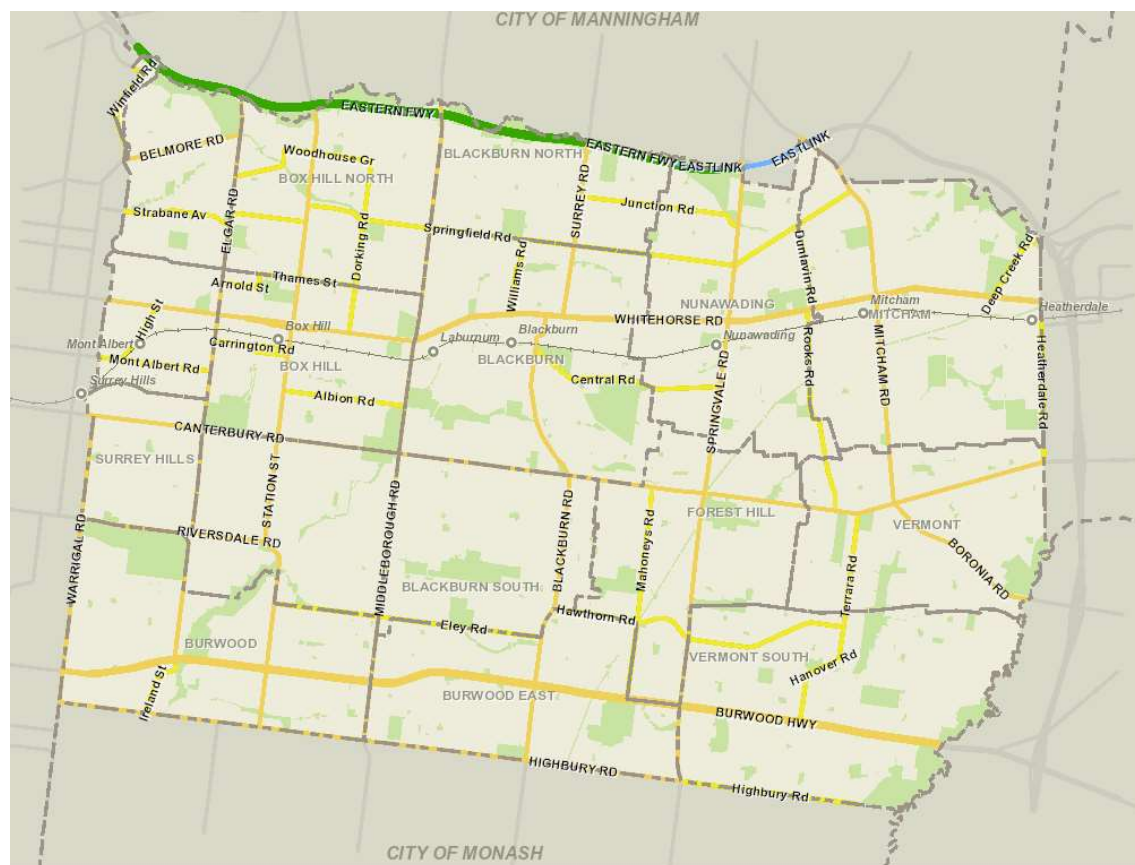 CITY OF MANNINGHAM
Winfield Rd
EASTERN FWY
BELMORE RD
Woodhouse Gr
BLACKBURN NORTH
EASTERN FWY
EASTLINK
EASTLINK
BOX HILL NORTH
SURREY RD
Strabane Av
ELGAR RD
Dorking Rd
Springfield Rd
Junction Rd
Williams Rd
Dunlavin Rd
Deep Creek Rd
Thames St
Arnold St
High St
NUNAWADING
Mitcham
MITCHAM
Heatherdale
WHITEHORSE RD
Box Hill
Mont Albert
Carrington Rd
Laburnum
Blackburn
BLACKBURN
Nunawading
Rooks Rd
MITCHAM RD
Heatherdale Rd
Mont Albert Rd
BOX HILL
Surrey Hills
Central Rd
Albion Rd
SPRINGVALE RD
CANTERBURY RD
SURREY HILLS
STATION ST
MIDDLEBOROUGH RD
BLACKBURN RD
Mahoneys Rd
FOREST HILL
VERMONT
RIVERSDALE RD
WARRIGAL RD
BORONIA RD
Terrara Rd
BLACKBURN SOUTH
Hawthorn Rd
Eley Rd
BURWOOD
VERMONT SOUTH
Hanover Rd
Ireland St
BURWOOD EAST
BURWOOD HWY
HIGHBURY RD
Highbury Rd
CITY OF MONASH